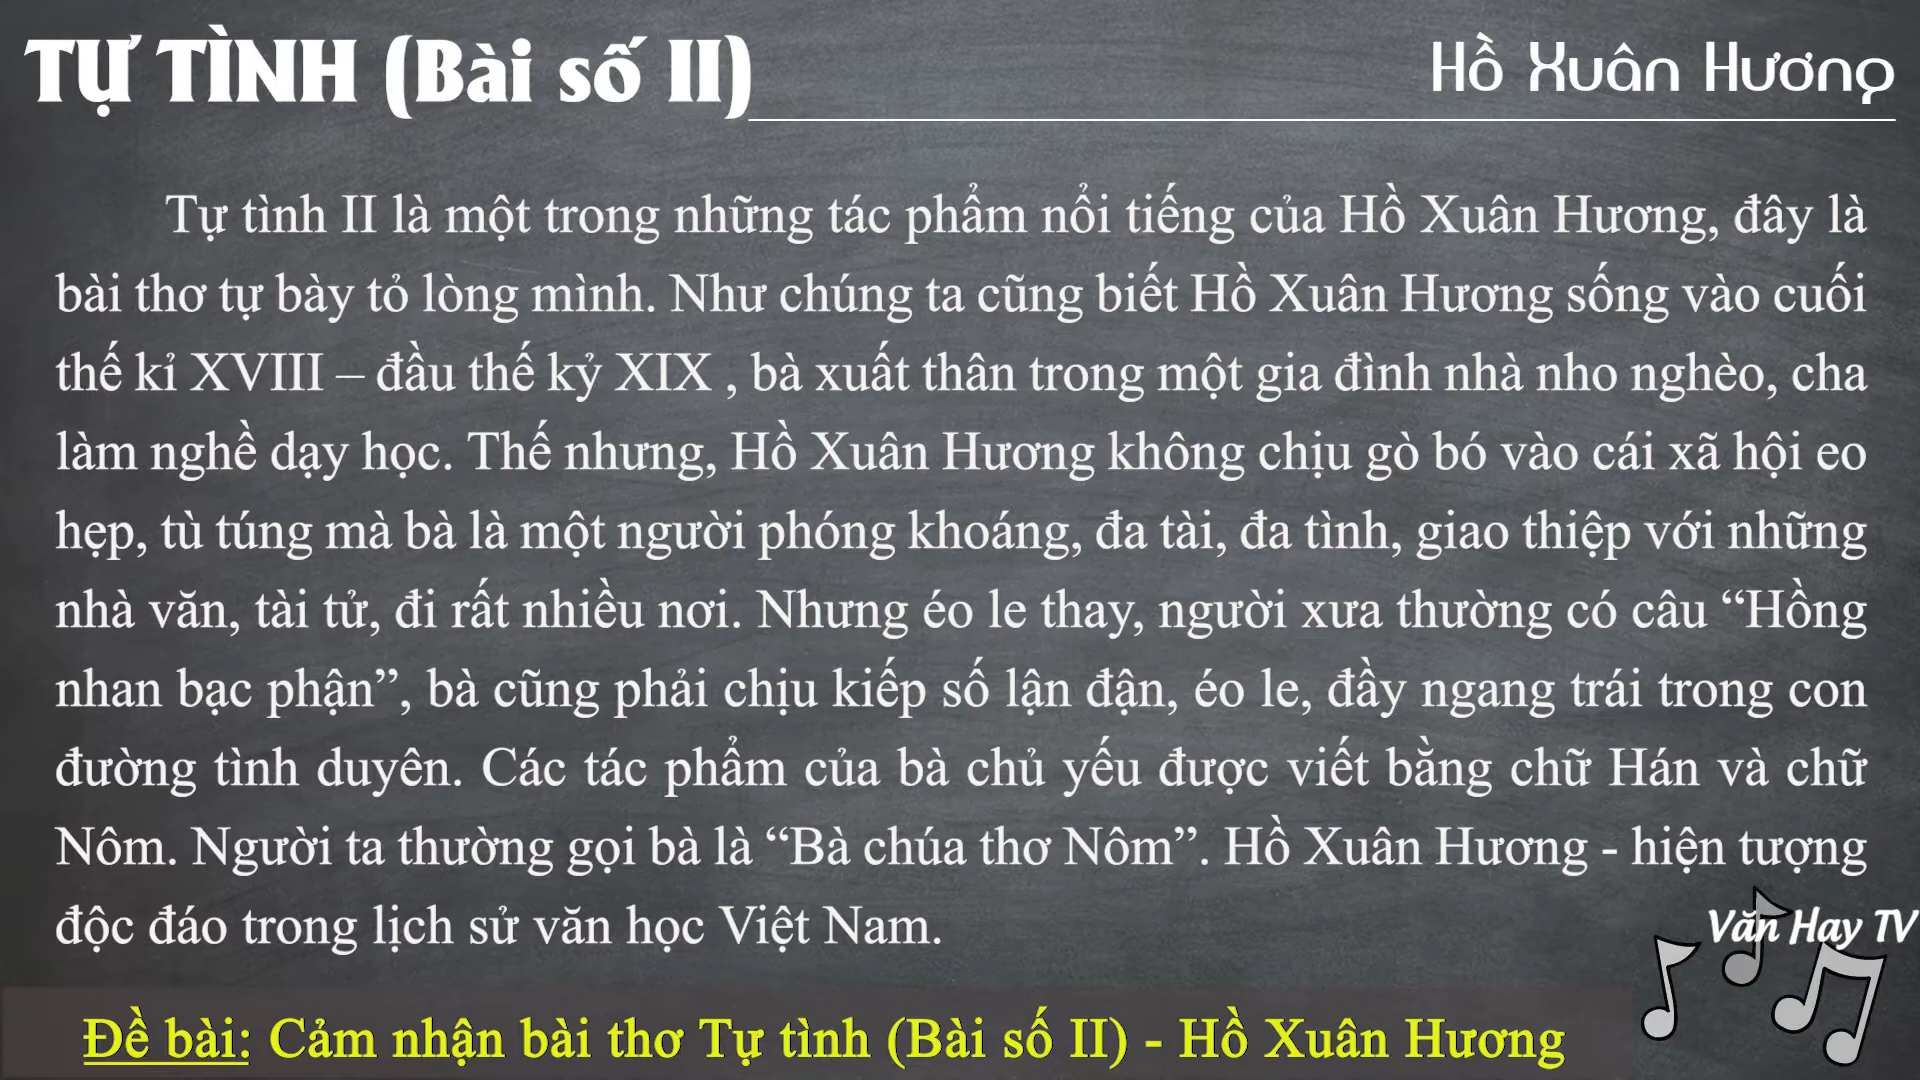 TỰ TÌNH (Bài số II)
Hồ Xuân Hương
Tự tình II là một trong những tác phẩm nổi tiếng của Hồ Xuân Hương, đây là
bài thơ tự bày tỏ lòng mình. Như chúng ta cũng biết Hồ Xuân Hương sống vào cuối
thế kỉ XVIII – đầu thế kỷ XIX , bà xuất thân trong một gia đình nhà nho nghèo, cha
làm nghề dạy học. Thế nhưng, Hồ Xuân Hương không chịu gò bó vào cái xã hội eo
hẹp, tù túng mà bà là một người phóng khoáng, đa tài, đa tình, giao thiệp với những
nhà văn, tài tử, đi rất nhiều nơi. Nhưng éo le thay, người xưa thường có câu “Hồng
nhan bạc phận”, bà cũng phải chịu kiếp số lận đận, éo le, đầy ngang trái trong con
đường tình duyên. Các tác phẩm của bà chủ yếu được viết bằng chữ Hán và chữ
Nôm. Người ta thường gọi bà là “Bà chúa thơ Nôm”. Hồ Xuân Hương - hiện tượng
độc đáo trong lịch sử văn học Việt Nam.
Văn Hay TV
Đề bài: Cảm nhận bài thơ Tự tình (Bài số II) - Hồ Xuân Hương